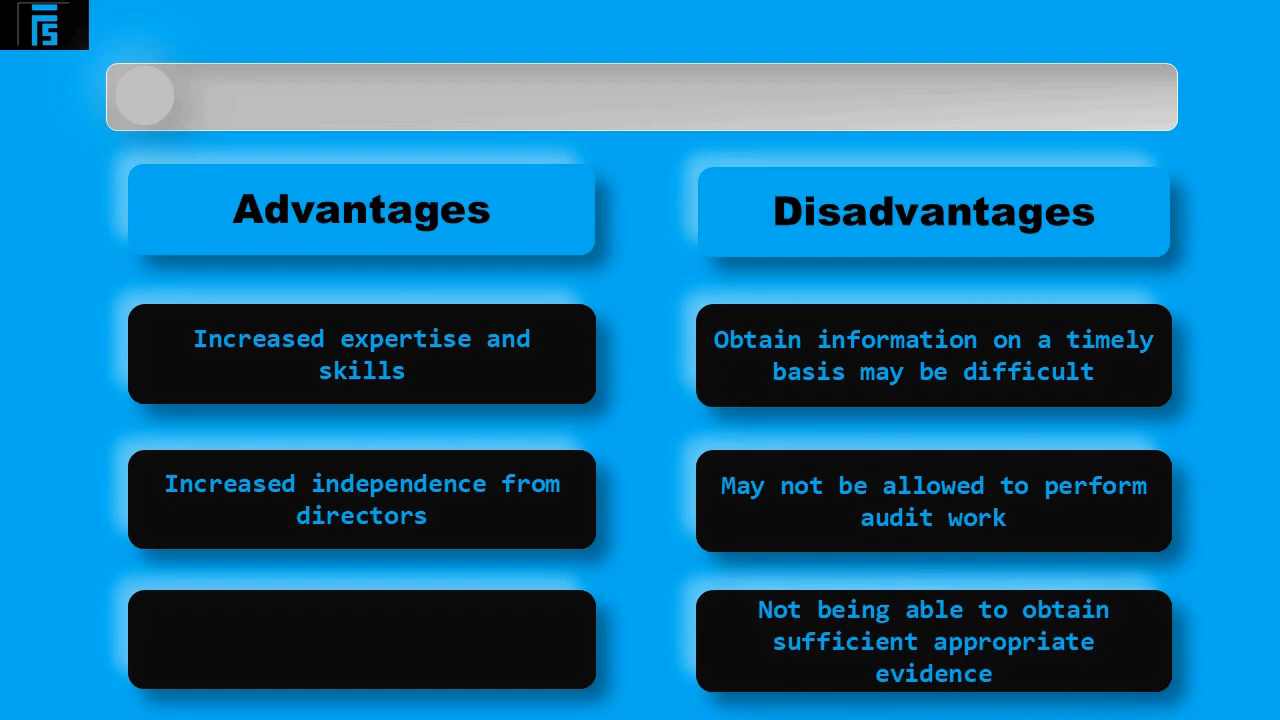 Advantages
Disadvantages
Increased expertise and
skills
Obtain information on a timely
basis may be difficult
Increased independence from
directors
May not be allowed to perform
audit work
Not being able to obtain
sufficient appropriate
evidence